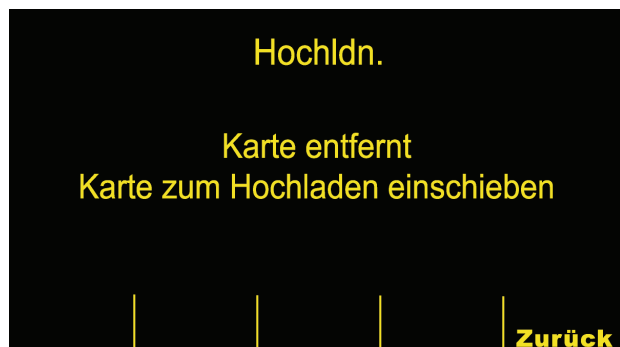 Hochldn.
Karte entfernt
Karte zum Hochladen einschieben
Zurück